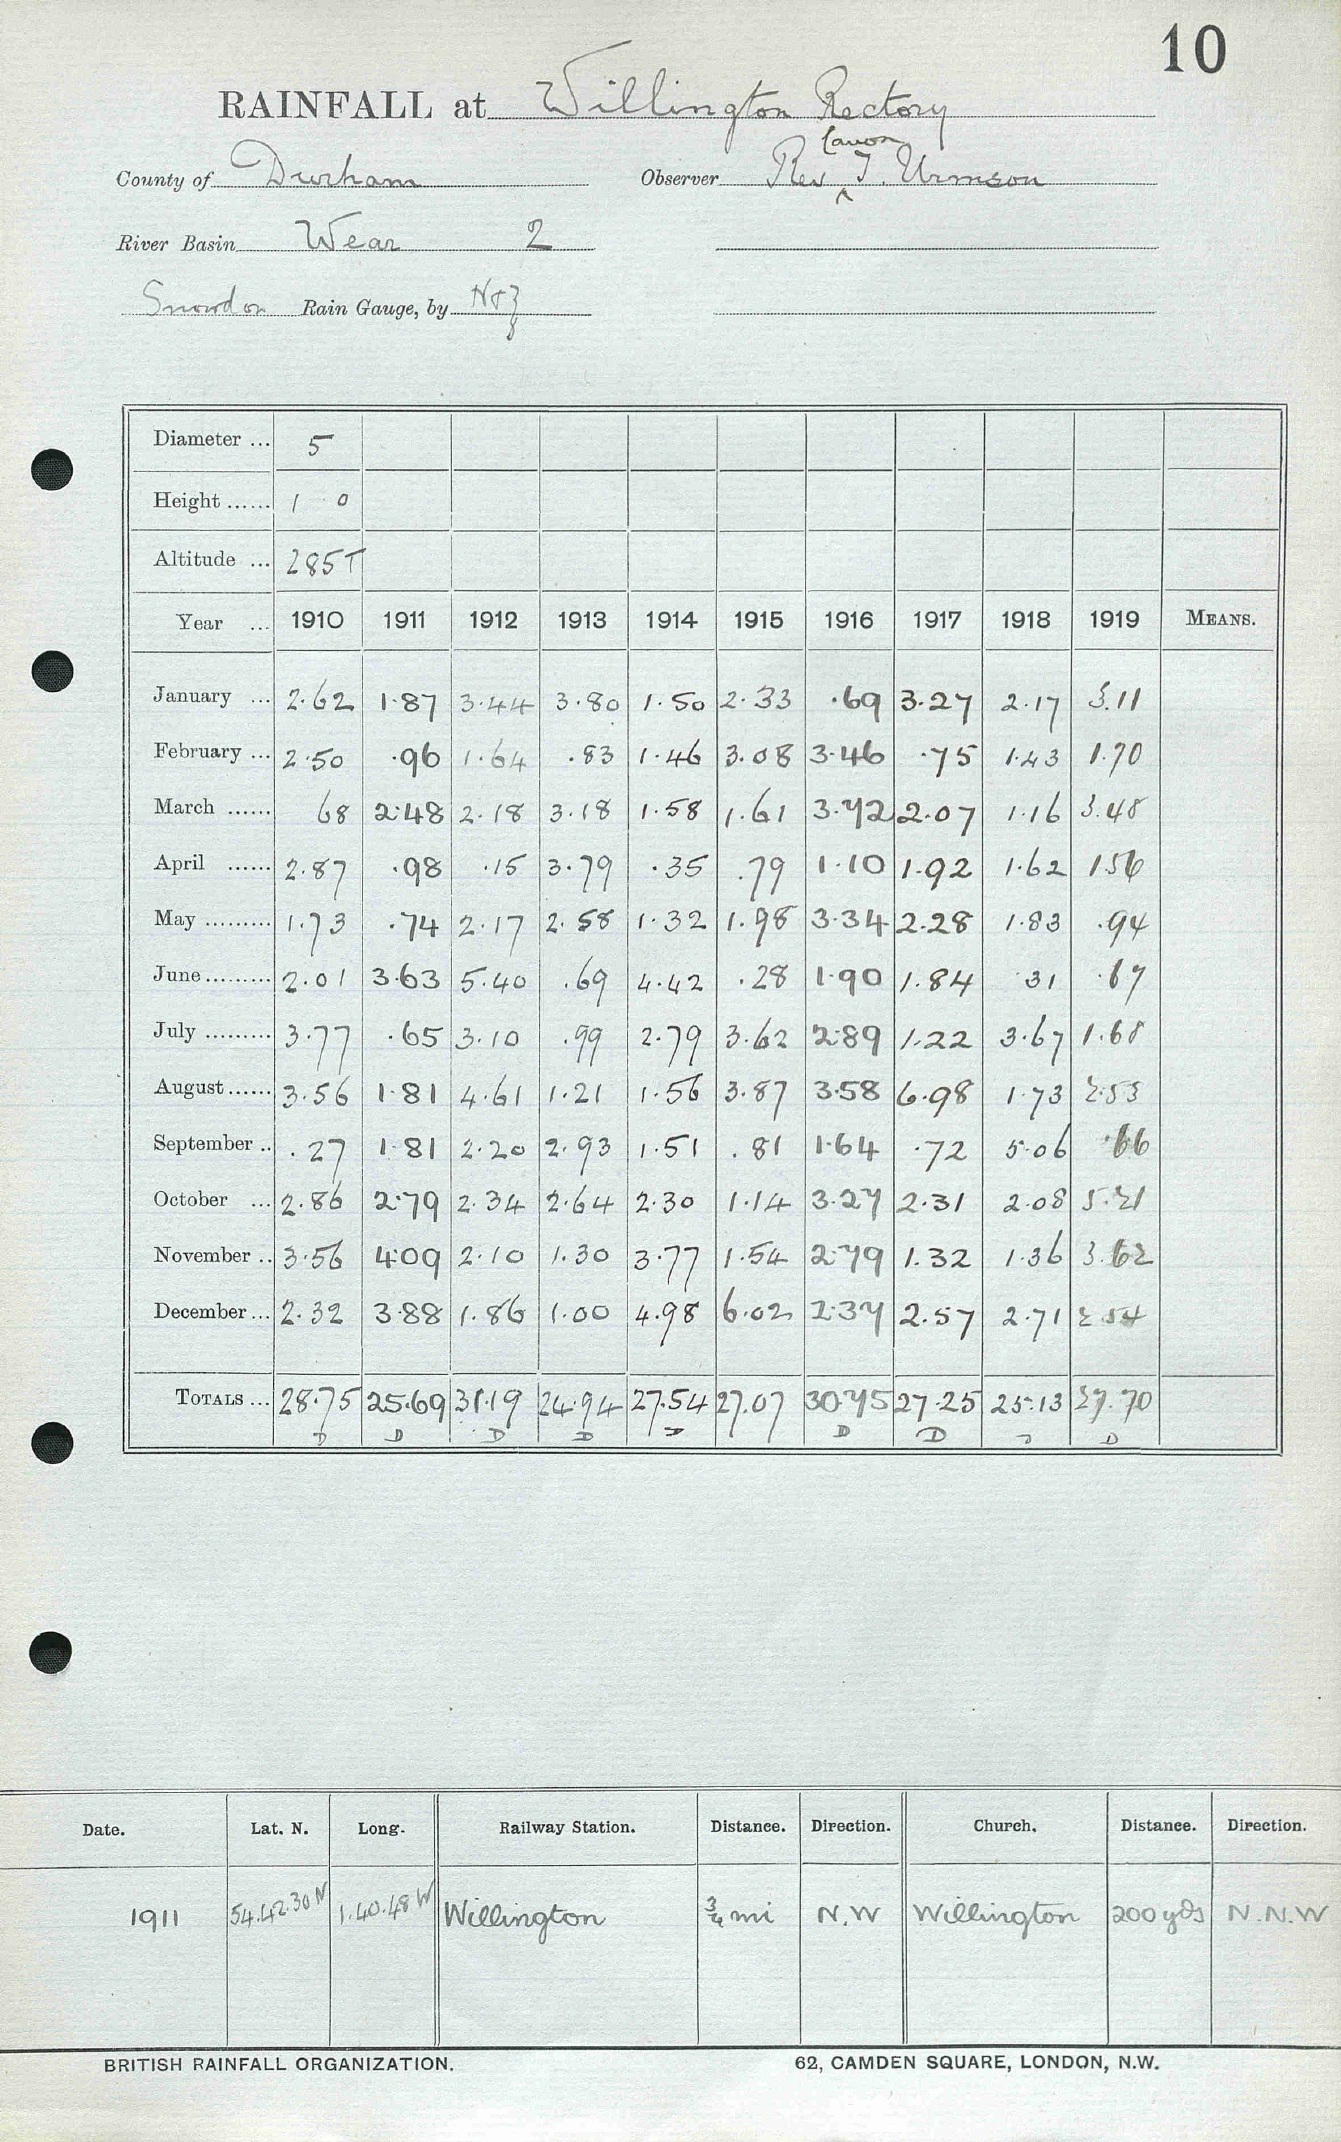 10
RAINFALL at Willington Rectory
Canon
County of Durham Observer Rev ^ T. Urmson
River Basin Wear 2
Snowdon Rain Gauge, by N&Z
Diameter ... 5
Height ...... 1 0
Altitude ... 285T
Year ... 1910 1911 1912 1913 1914 1915 1916 1917 1918 1919 MEANS.
January ... 2.62 1.87 3.44 3.80 1.50 2.33 .69 3.27 2.17 3.11
February ... 2.50 .96 1.64 .83 1.46 3.08 3.46 .75 1.43 1.70
March ...... 68 2.48 2.18 3.18 1.58 1.61 3.72 2.07 1.16 3.48
April ...... 2.87 .98 .15 3.79 .35 .79 1.10 1.92 1.62 1.56
May ......... 1.73 .74 2.17 2.58 1.32 1.98 3.34 2.28 1.83 .94
June ......... 2.01 3.63 5.40 .69 4.42 .28 1.90 1.84 31 .67
July ......... 3.77 .65 3.10 .99 2.79 3.62 2.89 1.22 3.67 1.68
August ...... 3.56 1.81 4.61 1.21 1.56 3.87 3.58 6.98 1.73 2.53
September .. .27 1.81 2.20 2.93 1.51 .81 1.64 .72 5.06 .66
October ... 2.86 2.79 2.34 2.64 2.30 1.14 3.27 2.31 2.08 5.21
November .. 3.56 4.09 2.10 1.30 3.77 1.54 2.79 1.32 1.36 3.62
December ... 2.32 3.88 1.86 1.00 4.98 6.02 2.37 2.57 2.71 2.54
TOTALS ... 28.75 25.69 31.19 24.94 27.54 27.07 30.75 27.25 25.13 27.70
D D D D D D D D D
Date. Lat. N. Long. Railway Station. Distance. Direction. Church. Distance. Direction.
1911 54.42.30 N 1.40.48 W Willington ¾ mi N.W Willington 200 yds N.N.W
BRITISH RAINFALL ORGANIZATION. 62, CAMDEN SQUARE, LONDON, N.W.